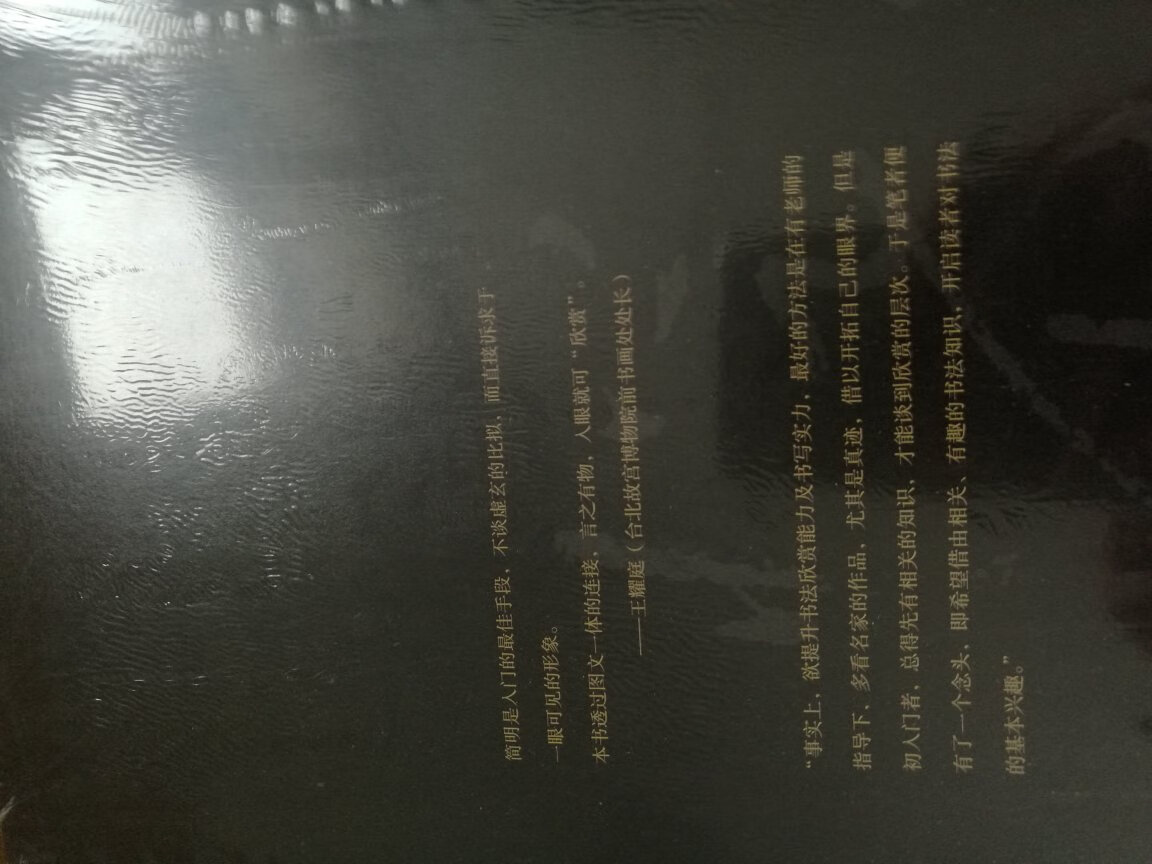 简明是入门的最佳手段，不谈虚玄的比拟，而直接诉求于
一眼可见的形象。
本书透过图文一体的连接，言之有物，入眼就可“欣赏”。
——王耀庭（台北故宫博物院前书画处处长）
“事实上，欲提升书法欣赏能力及书写实力，最好的方法是在有老师的
指导下，多看名家的作品，尤其是真迹，借以开拓自己的眼界。但是
初入门者，总得先有相关的知识，才能谈到欣赏的层次。于是笔者便
有了一个念头，即希望借由相关、有趣的书法知识，开启读者对书法
的基本兴趣。”